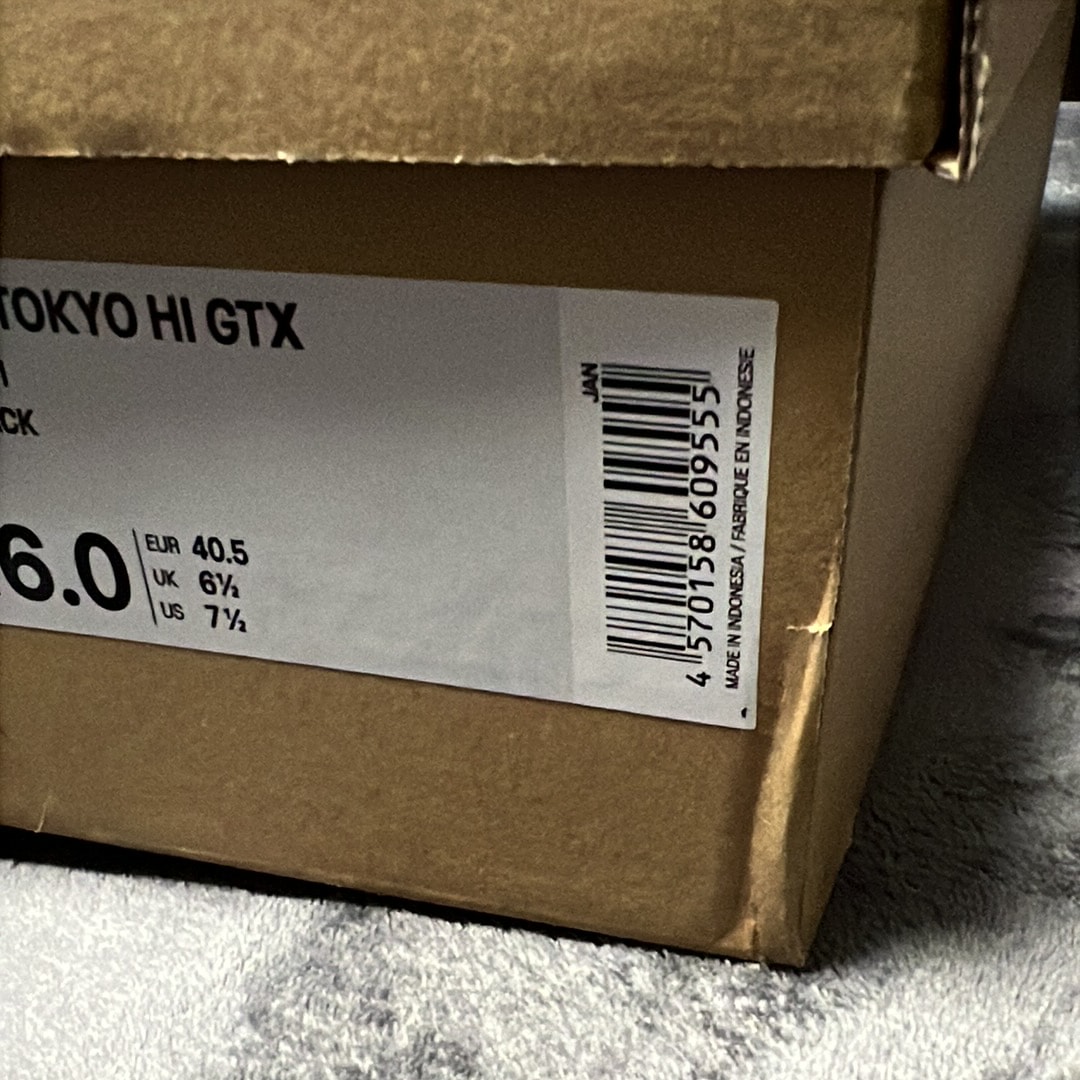 TOKYO HI GTX
CK
6.0
EUR 40.5
UK 6½
US 7½
JAN
4 570158 609555
MADE IN INDONESIA / FABRIQUE EN INDONESIE